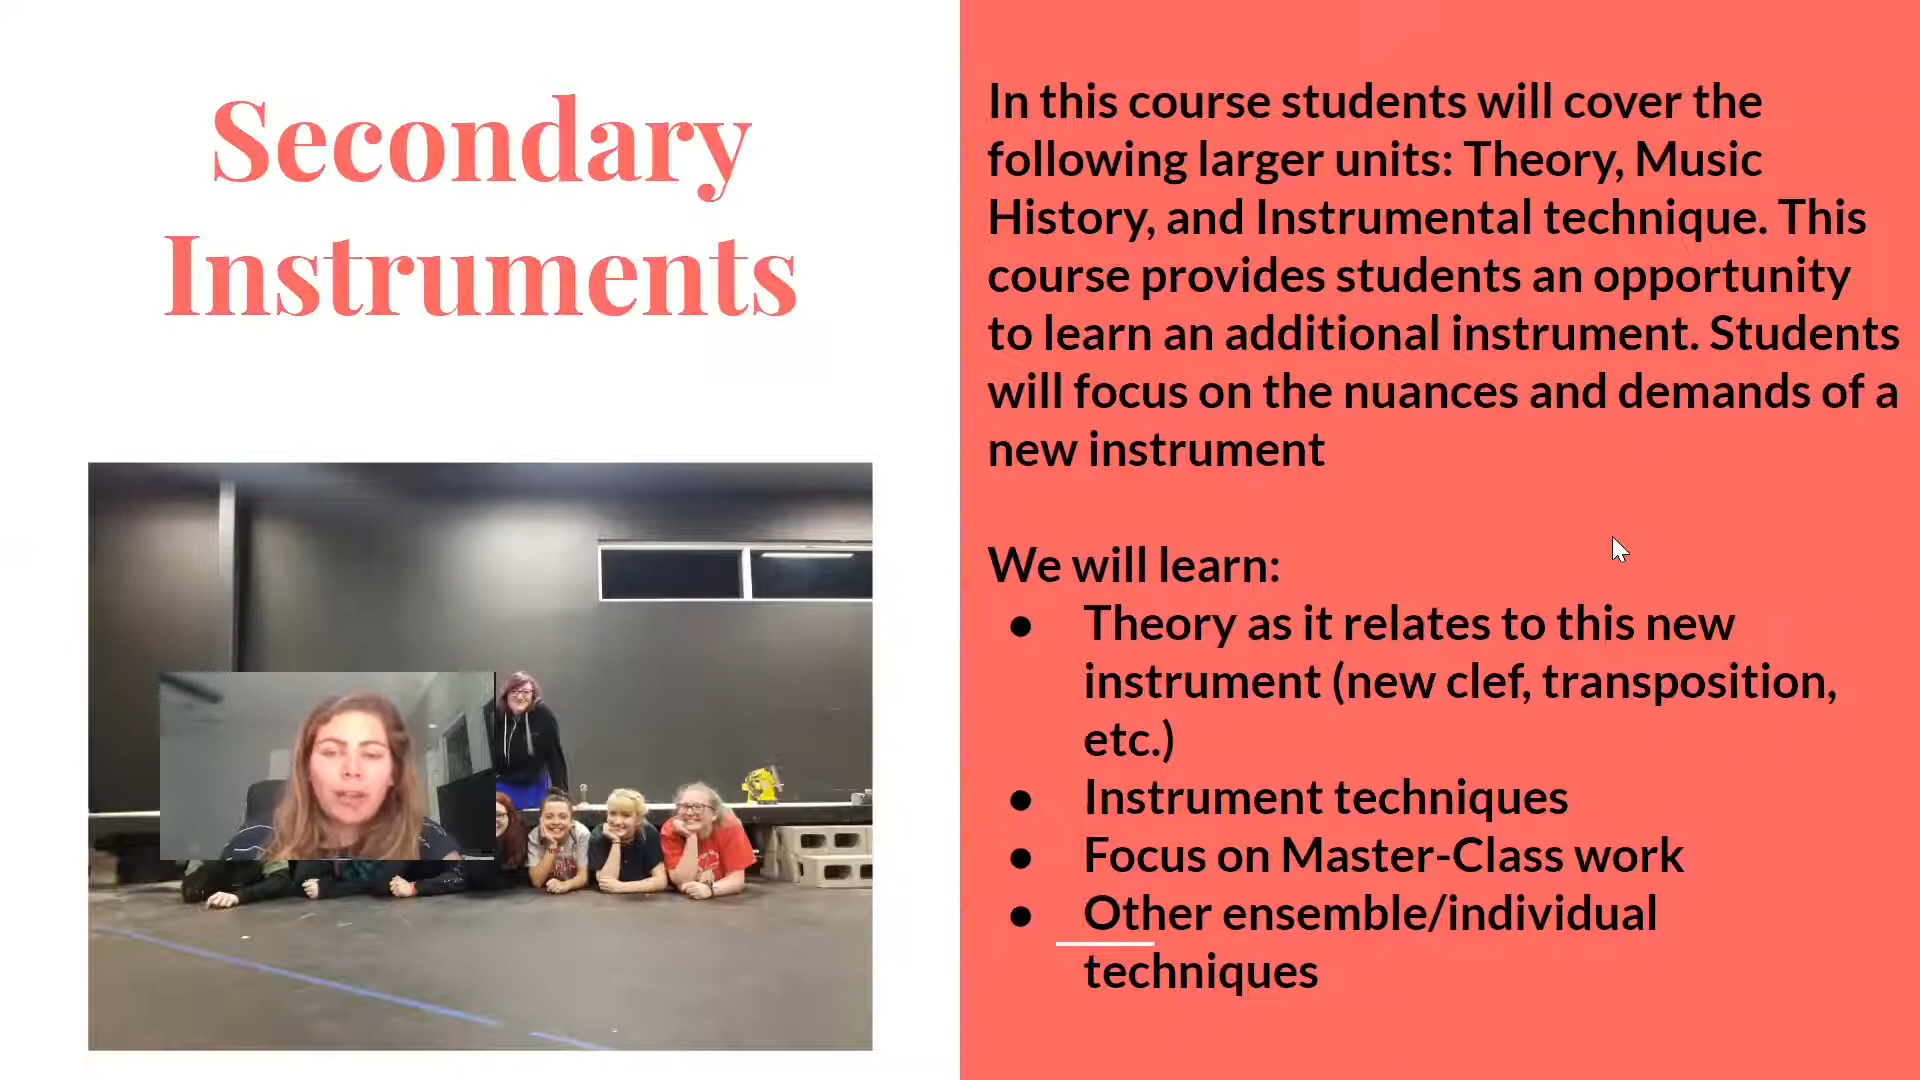 Secondary
Instruments
In this course students will cover the
following larger units: Theory, Music
History, and Instrumental technique. This
course provides students an opportunity
to learn an additional instrument. Students
will focus on the nuances and demands of a
new instrument
We will learn:
● Theory as it relates to this new
instrument (new clef, transposition,
etc.)
● Instrument techniques
● Focus on Master-Class work
● Other ensemble/individual
techniques